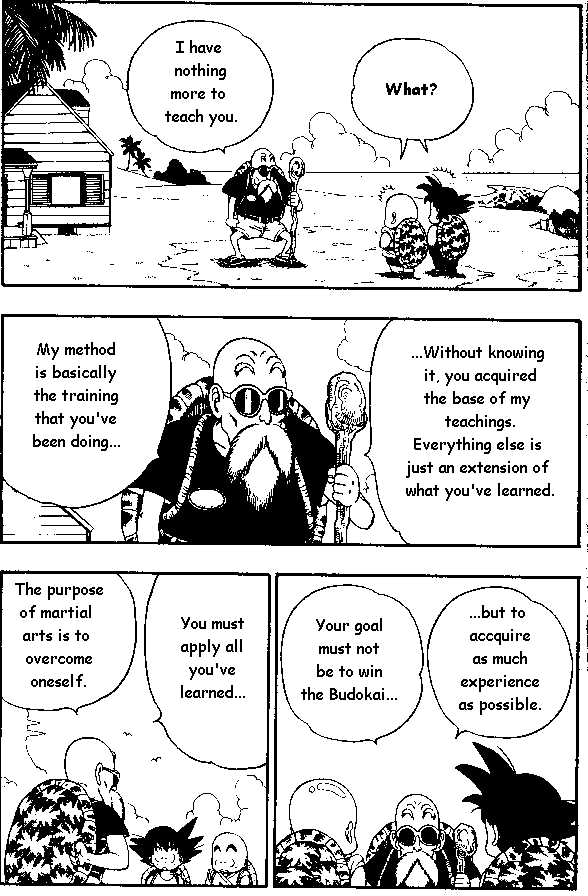 I have
nothing
more to
teach you.
What?
My method
is basically
the training
that you've
been doing...
...Without knowing
it, you acquired
the base of my
teachings.
Everything else is
just an extension of
what you've learned.
The purpose
of martial
arts is to
overcome
oneself.
You must
apply all
you've
learned...
Your goal
must not
be to win
the Budokai...
...but to
accquire
as much
experience
as possible.